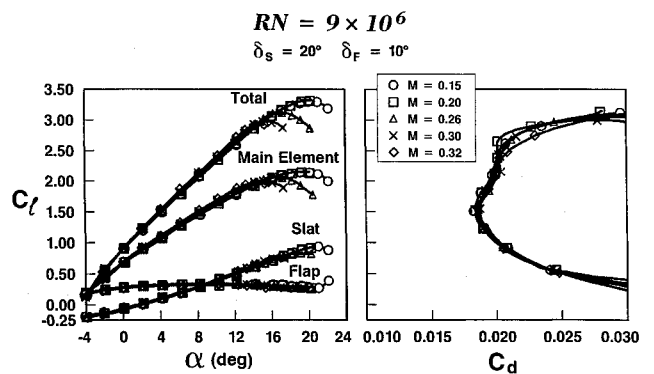 RN = 9 × 10⁶
δS = 20° δF = 10°
3.50
3.00
2.50
2.00
1.50
1.00
0.50
0.00
-0.25
Cℓ
Total
Main Element
Slat
Flap
-4 0 4 8 12 16 20 24
α (deg)
M = 0.15
M = 0.20
M = 0.26
M = 0.30
M = 0.32
0.010 0.015 0.020 0.025 0.030
Cd